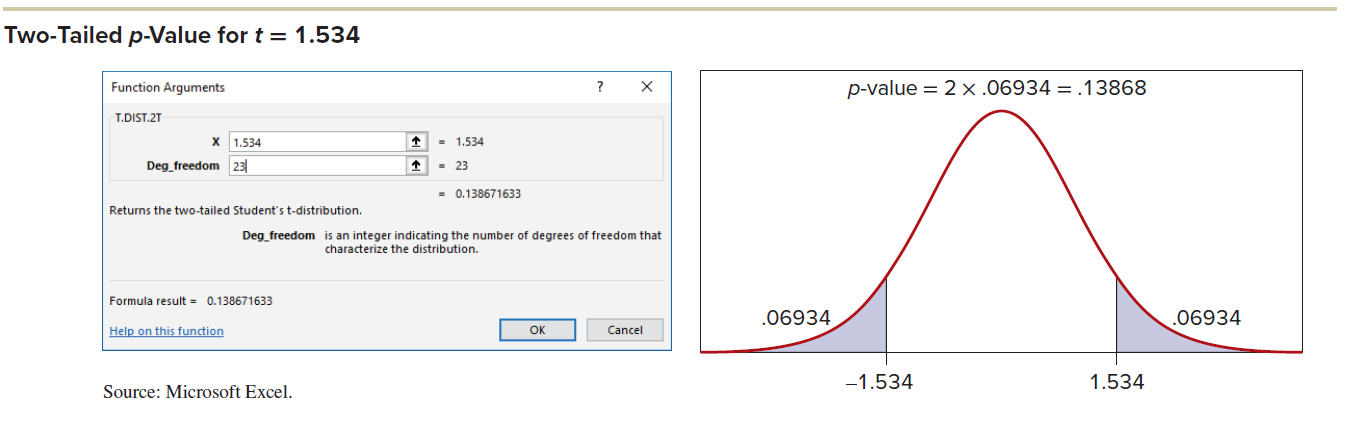 Two-Tailed p-Value for t = 1.534
Function Arguments ? ×
T.DIST.2T
X 1.534 = 1.534
Deg_freedom 23 = 23
= 0.138671633
Returns the two-tailed Student's t-distribution.
Deg_freedom is an integer indicating the number of degrees of freedom that
characterize the distribution.
Formula result = 0.138671633
Help on this function OK Cancel
Source: Microsoft Excel.
p-value = 2 × .06934 = .13868
.06934 .06934
–1.534 1.534